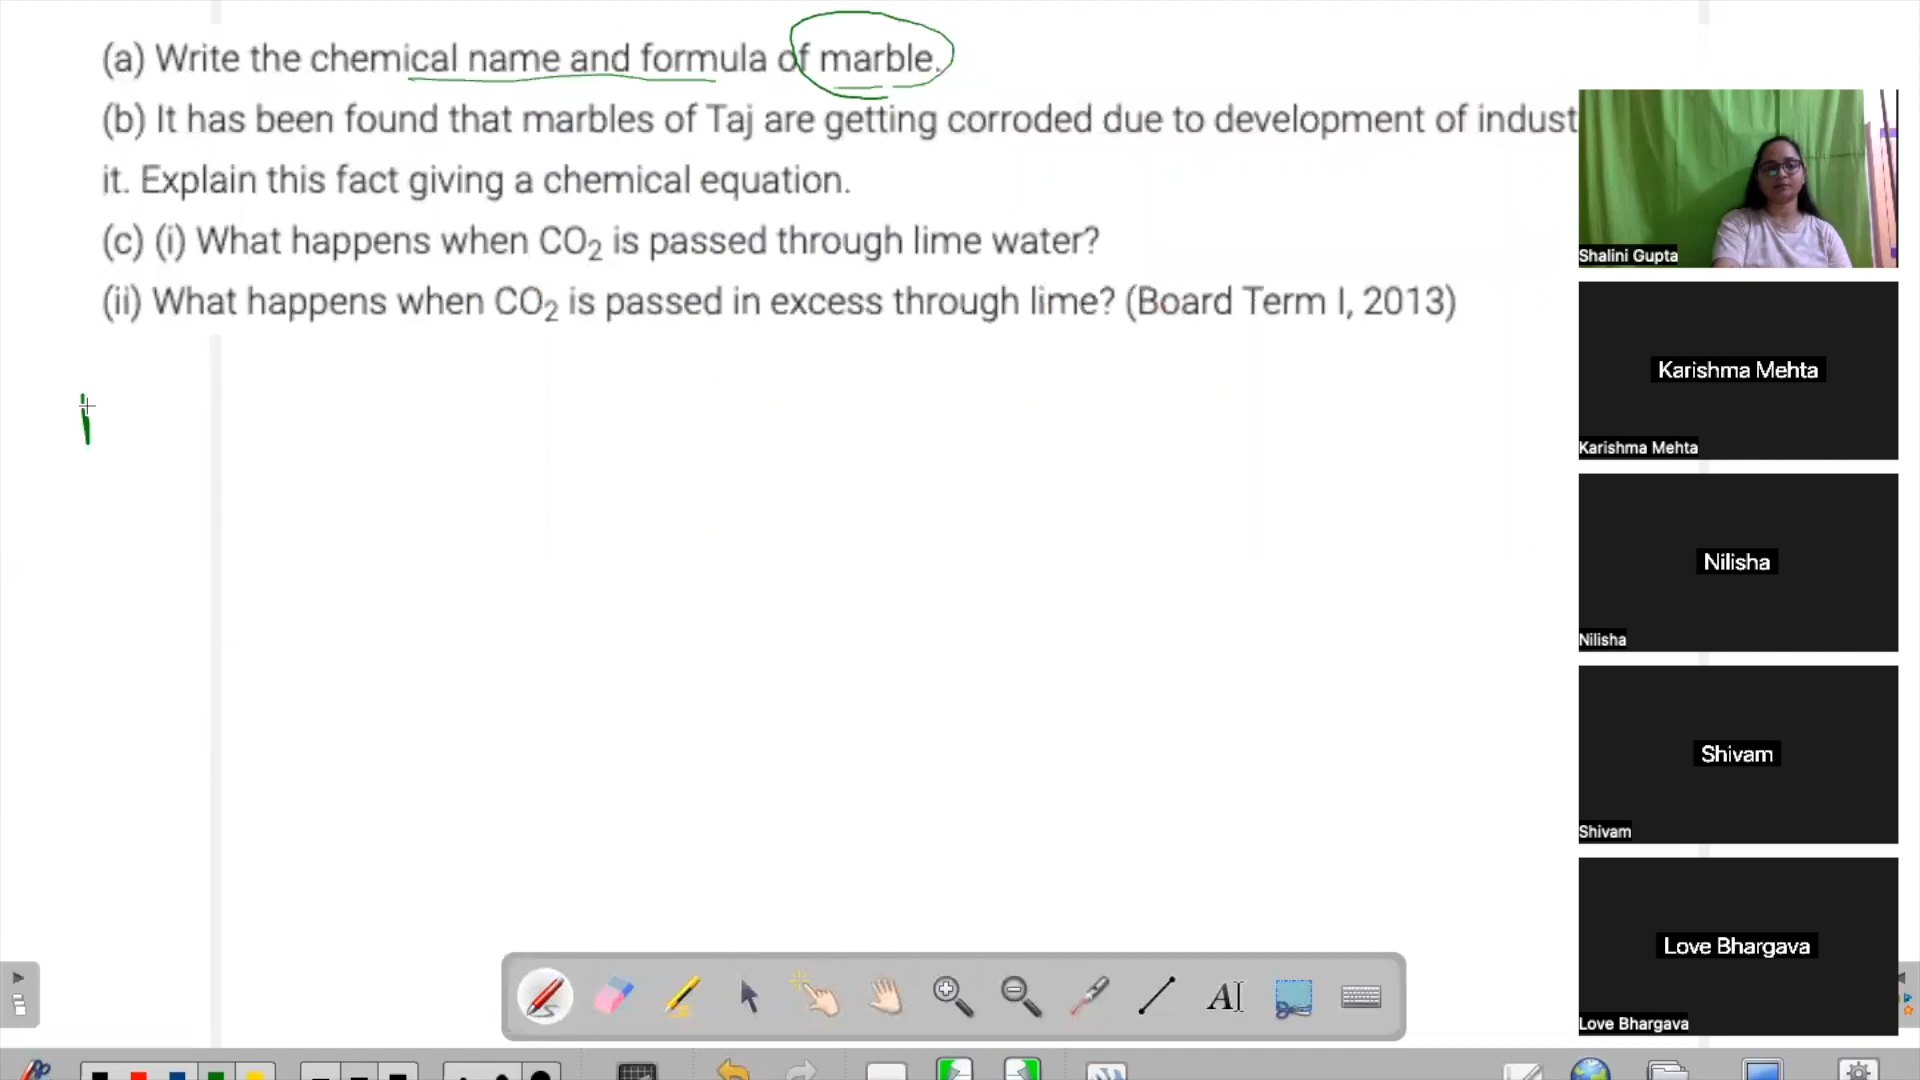 (a) Write the chemical name and formula of marble.
(b) It has been found that marbles of Taj are getting corroded due to development of indust
it. Explain this fact giving a chemical equation.
(c) (i) What happens when CO₂ is passed through lime water?
(ii) What happens when CO₂ is passed in excess through lime? (Board Term I, 2013)
Shalini Gupta
Karishma Mehta
Karishma Mehta
Nilisha
Nilisha
Shivam
Shivam
Love Bhargava
Love Bhargava